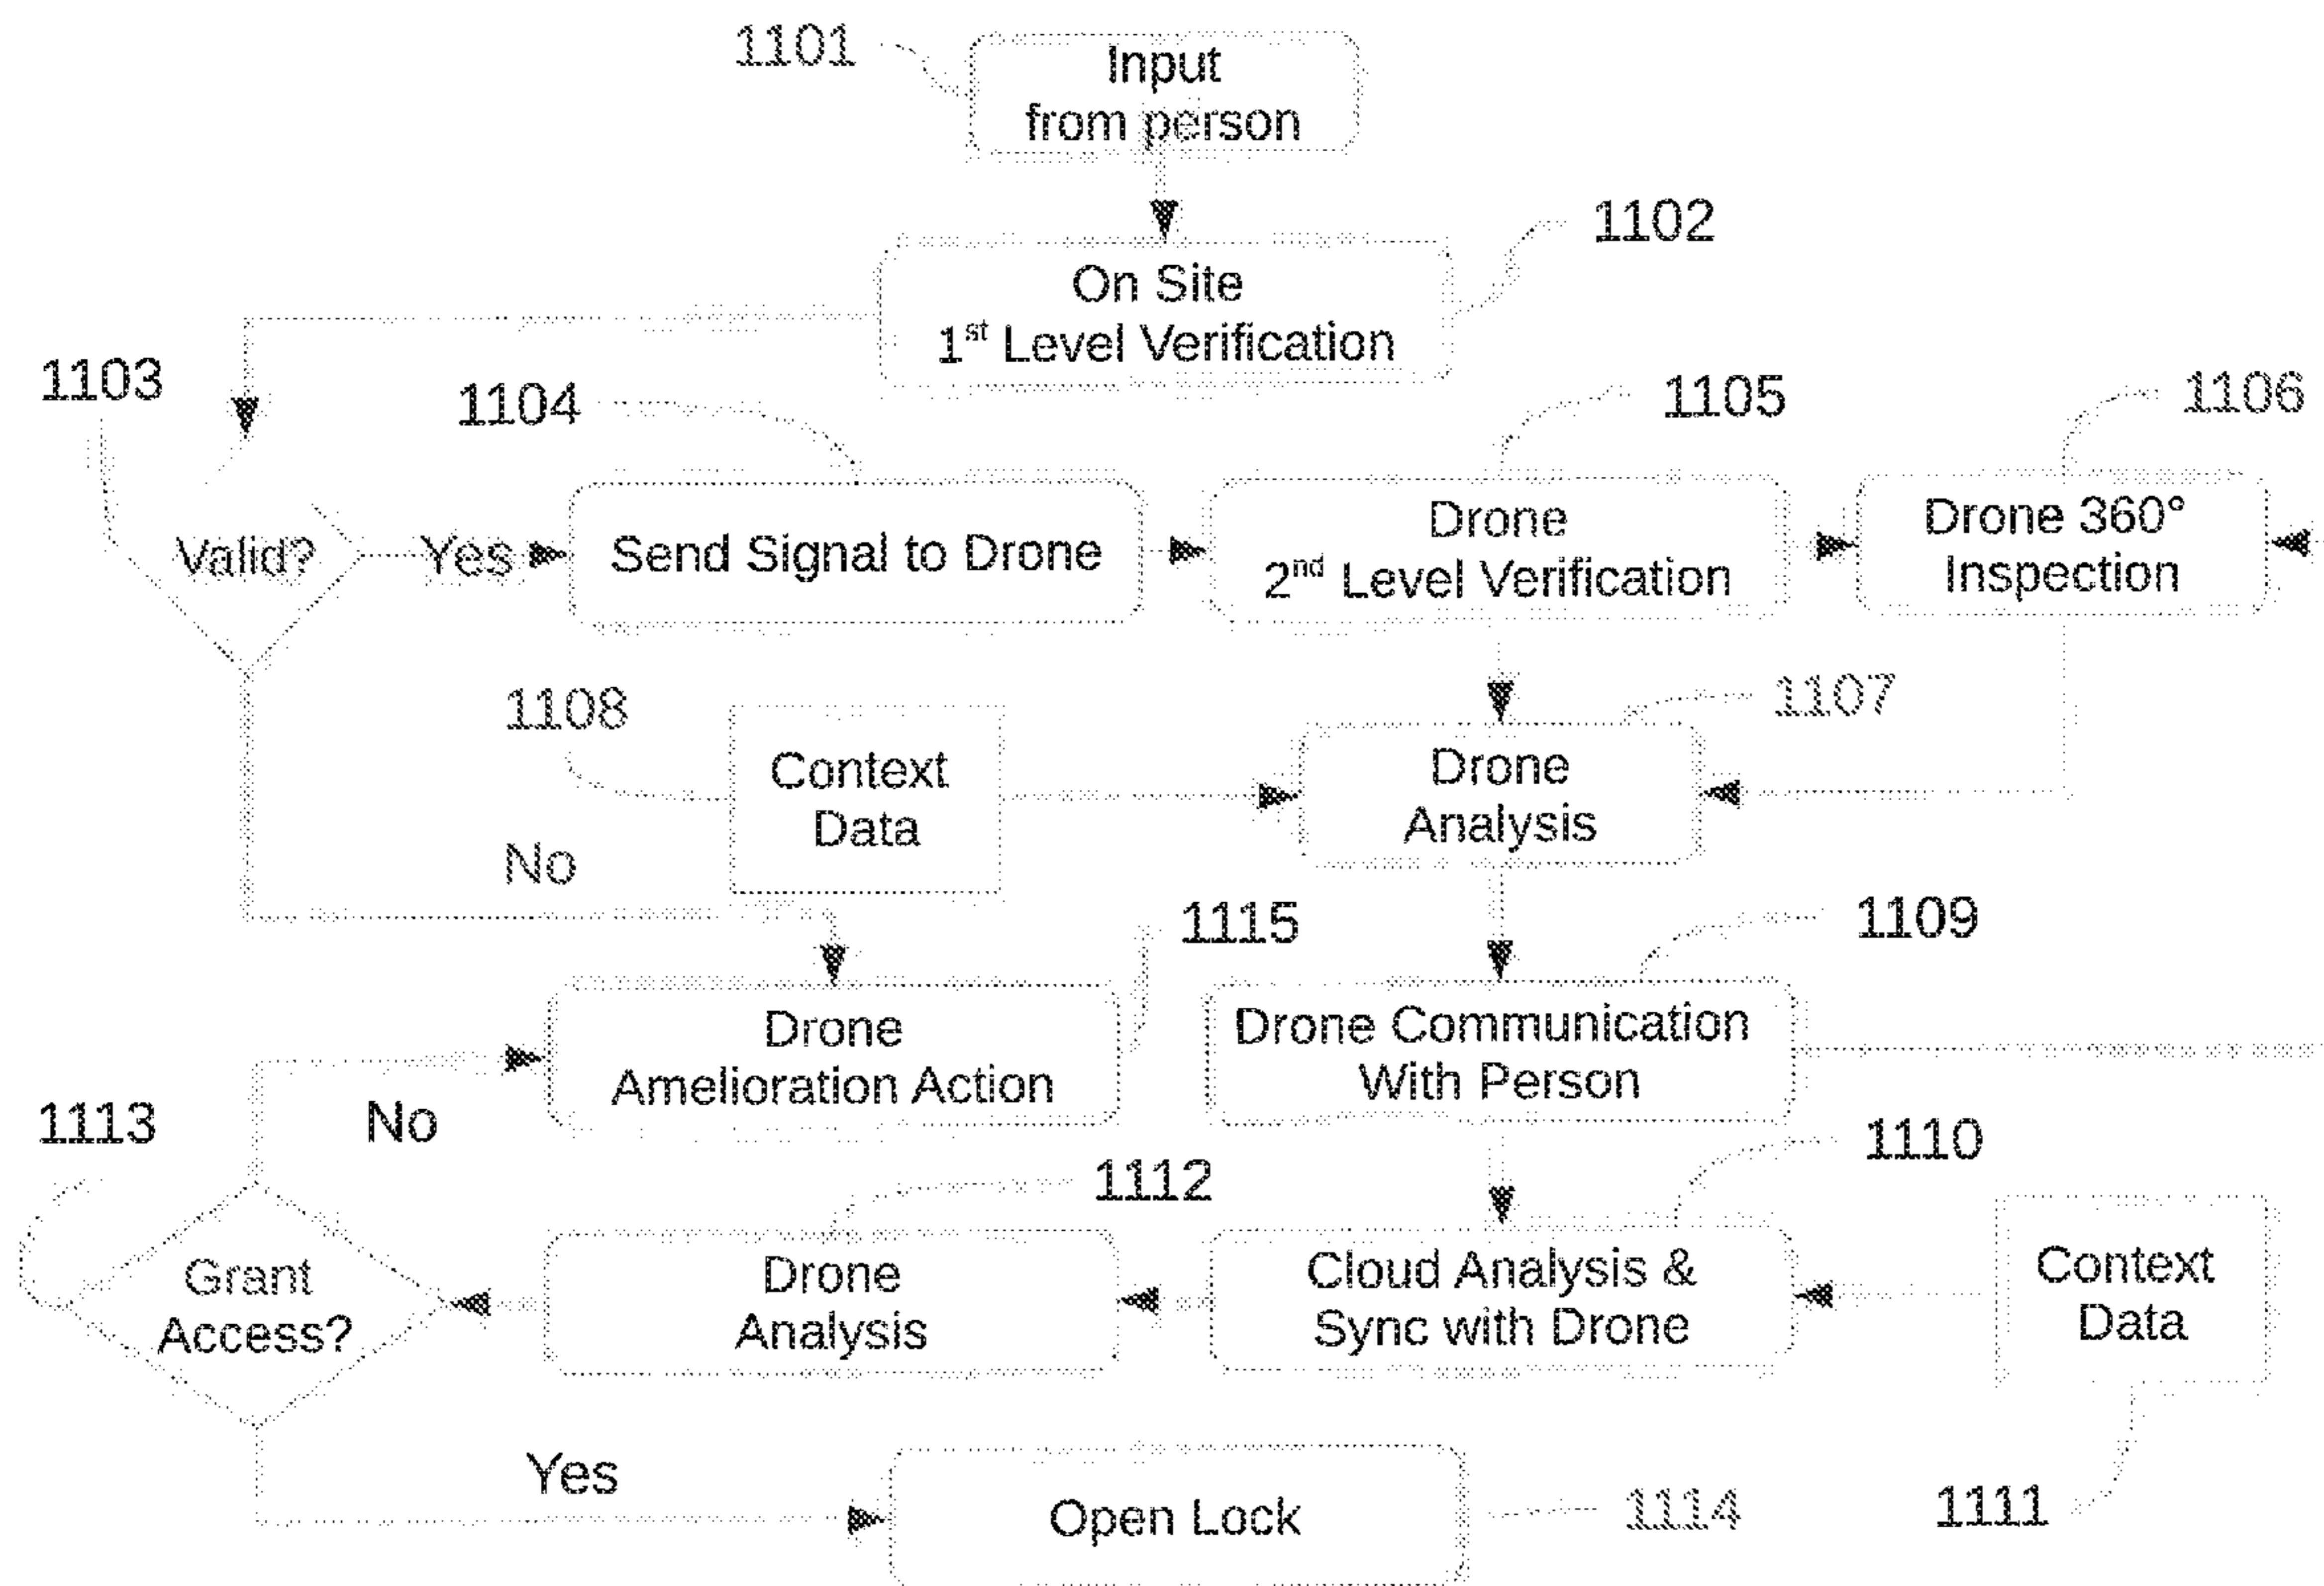 1101
Input
from person
1102
On Site
1st Level Verification
1103
1104
1105
1106
Valid?
Yes
Send Signal to Drone
Drone
2nd Level Verification
Drone 360°
Inspection
1108
1107
Context
Data
Drone
Analysis
No
1115
1109
Drone
Amelioration Action
Drone Communication
With Person
1113
No
1112
1110
Grant
Access?
Drone
Analysis
Cloud Analysis &
Sync with Drone
Context
Data
Yes
Open Lock
1114
1111